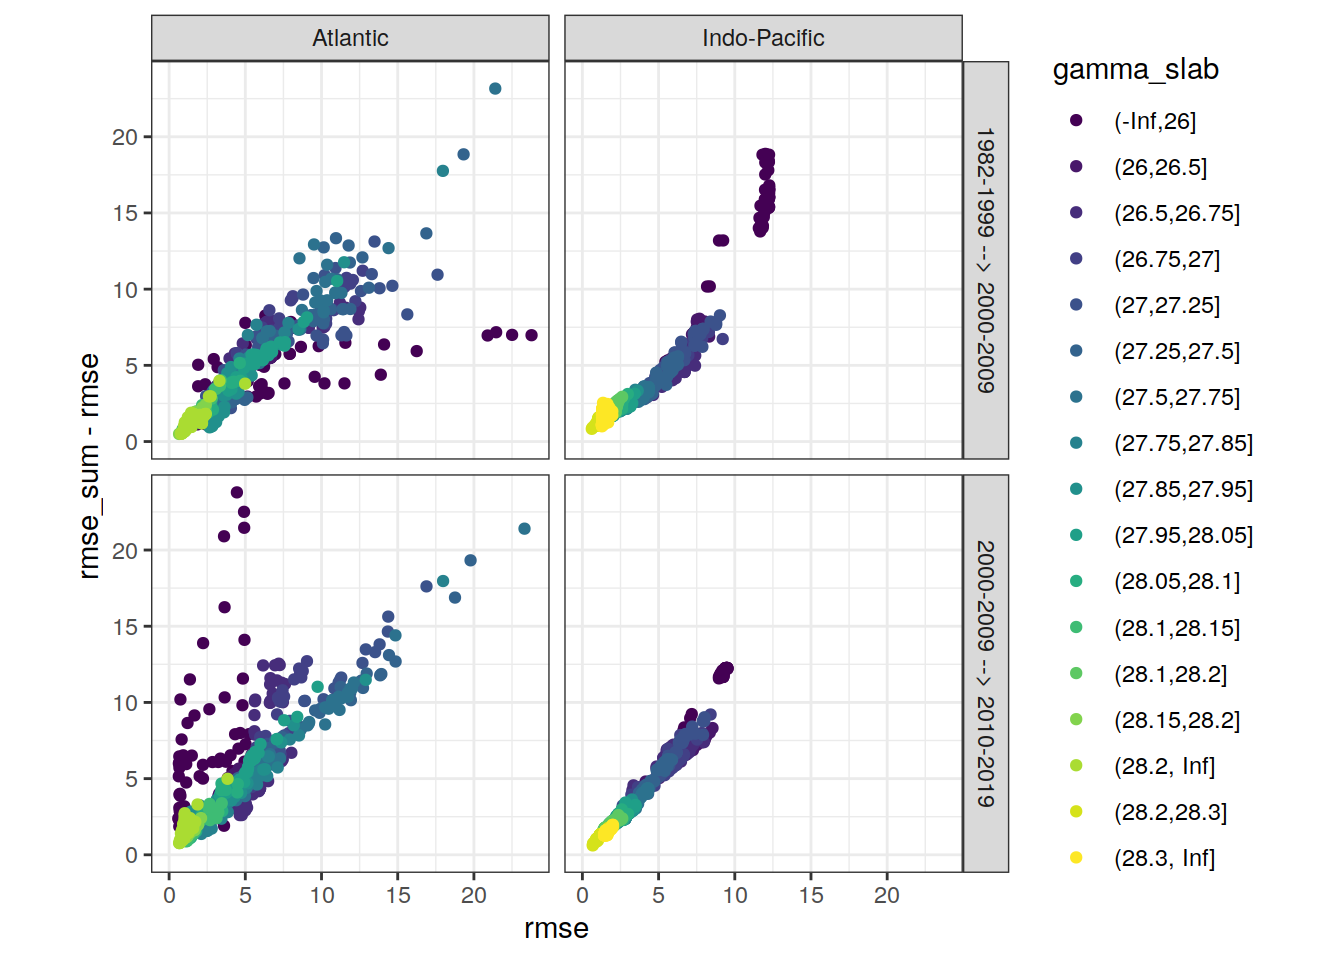 Atlantic
Indo-Pacific
gamma_slab
(-Inf,26]
(26,26.5]
(26.5,26.75]
(26.75,27]
(27,27.25]
(27.25,27.5]
(27.5,27.75]
(27.75,27.85]
(27.85,27.95]
(27.95,28.05]
(28.05,28.1]
(28.1,28.15]
(28.1,28.2]
(28.15,28.2]
(28.2, Inf]
(28.2,28.3]
(28.3, Inf]
1982-1999 --> 2000-2009
2000-2009 --> 2010-2019
rmse_sum - rmse
20
15
10
5
0
20
15
10
5
0
0 5 10 15 20
0 5 10 15 20
rmse